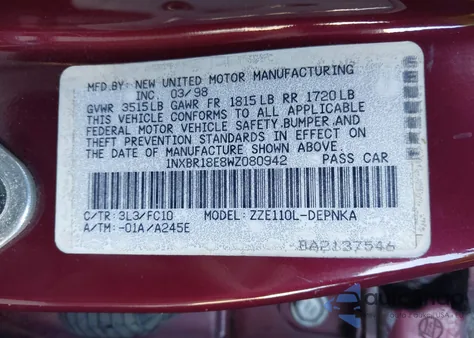 MFD.BY: NEW UNITED MOTOR MANUFACTURING
INC 03/98
GVWR 3515LB GAWR FR 1815LB RR 1720LB
THIS VEHICLE CONFORMS TO ALL APPLICABLE
FEDERAL MOTOR VEHICLE SAFETY,BUMPER,AND
THEFT PREVENTION STANDARDS IN EFFECT ON
THE DATE OF MANUFACTURE SHOWN ABOVE.
1NXBR18E8WZ080942 PASS CAR
C/TR: 3L3/FC10 MODEL: ZZE110L-DEPNKA
A/TM: -01A/A245E
BA2137546